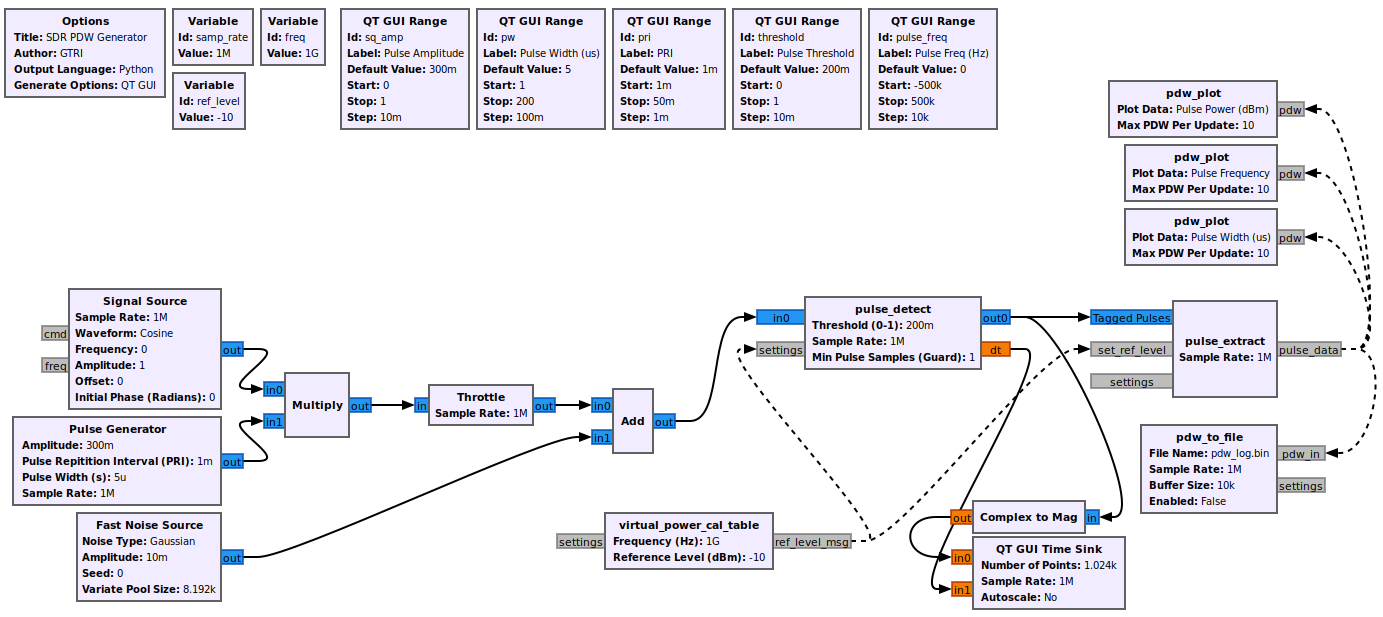 Options
Title: SDR PDW Generator
Author: GTRI
Output Language: Python
Generate Options: QT GUI
Variable
Id: samp_rate
Value: 1M
Variable
Id: freq
Value: 1G
Variable
Id: ref_level
Value: -10
QT GUI Range
Id: sq_amp
Label: Pulse Amplitude
Default Value: 300m
Start: 0
Stop: 1
Step: 10m
QT GUI Range
Id: pw
Label: Pulse Width (us)
Default Value: 5
Start: 1
Stop: 200
Step: 100m
QT GUI Range
Id: pri
Label: PRI
Default Value: 1m
Start: 1m
Stop: 50m
Step: 1m
QT GUI Range
Id: threshold
Label: Pulse Threshold
Default Value: 200m
Start: 0
Stop: 1
Step: 10m
QT GUI Range
Id: pulse_freq
Label: Pulse Freq (Hz)
Default Value: 0
Start: -500k
Stop: 500k
Step: 10k
pdw_plot
Plot Data: Pulse Power (dBm)
Max PDW Per Update: 10
pdw
pdw_plot
Plot Data: Pulse Frequency
Max PDW Per Update: 10
pdw
pdw_plot
Plot Data: Pulse Width (us)
Max PDW Per Update: 10
pdw
cmd
freq
Signal Source
Sample Rate: 1M
Waveform: Cosine
Frequency: 0
Amplitude: 1
Offset: 0
Initial Phase (Radians): 0
out
Pulse Generator
Amplitude: 300m
Pulse Repitition Interval (PRI): 1m
Pulse Width (s): 5u
Sample Rate: 1M
out
Fast Noise Source
Noise Type: Gaussian
Amplitude: 10m
Seed: 0
Variate Pool Size: 8.192k
out
in0
in1
Multiply
out
in
Throttle
Sample Rate: 1M
out
in0
in1
Add
out
in0
settings
pulse_detect
Threshold (0-1): 200m
Sample Rate: 1M
Min Pulse Samples (Guard): 1
out0
dt
Tagged Pulses
set_ref_level
settings
pulse_extract
Sample Rate: 1M
pulse_data
pdw_to_file
File Name: pdw_log.bin
Sample Rate: 1M
Buffer Size: 10k
Enabled: False
pdw_in
settings
settings
virtual_power_cal_table
Frequency (Hz): 1G
Reference Level (dBm): -10
ref_level_msg
out
Complex to Mag
in
in0
in1
QT GUI Time Sink
Number of Points: 1.024k
Sample Rate: 1M
Autoscale: No